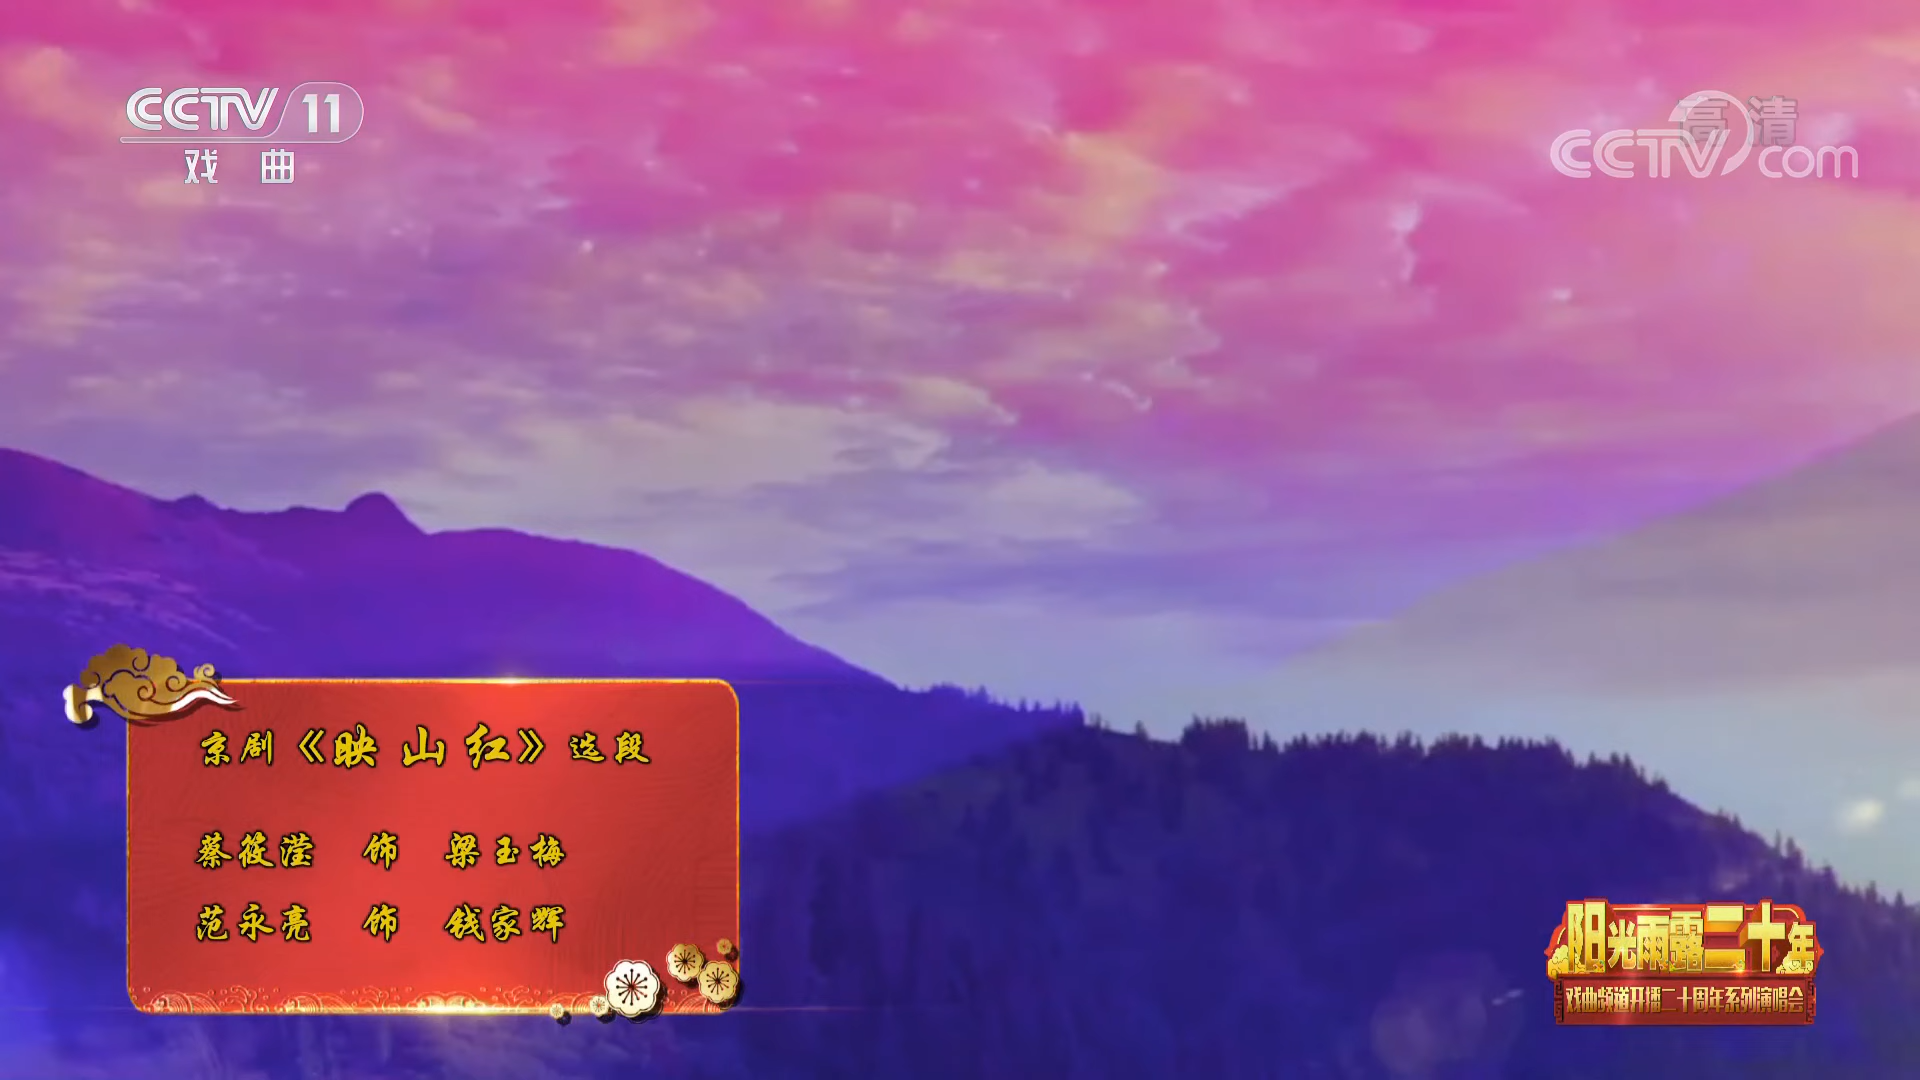 CCTV 11
戏 曲
高清
CCTV.com
京剧《映山红》选段
蔡筱滢 饰 梁玉梅
范永亮 饰 钱家辉
阳光雨露二十年
戏曲频道开播二十周年系列演唱会